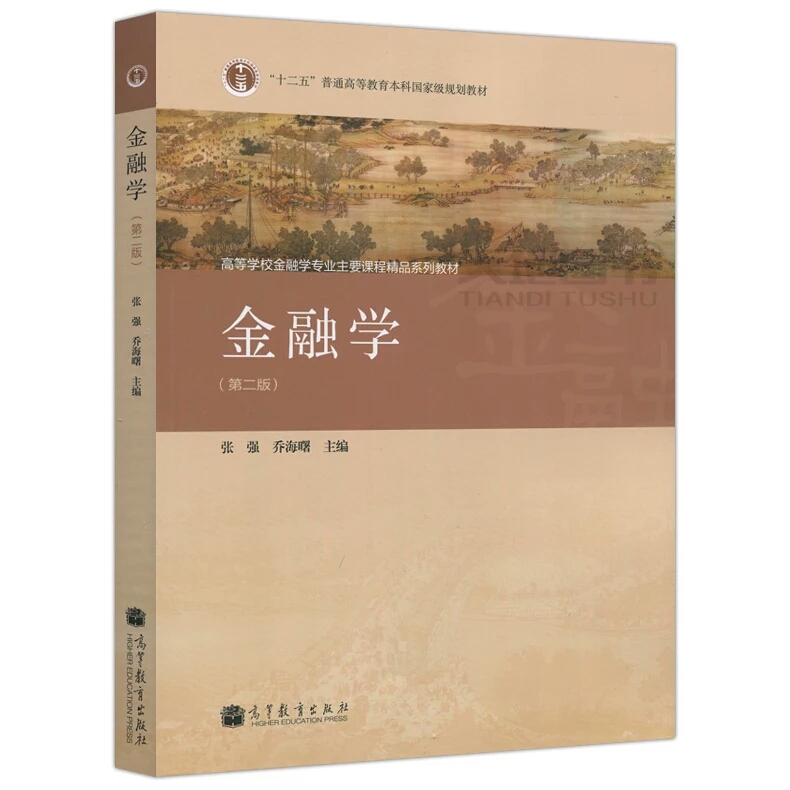 “十二五”普通高等教育本科国家级规划教材
高等学校金融学专业主要课程精品系列教材
TIANDI TUSHU
金融学
（第二版）
张 强 乔海曙 主编
高等教育出版社
HIGHER EDUCATION PRESS
金融学
（第二版）
张 强 乔海曙 主编
高等教育出版社
HIGHER EDUCATION PRESS